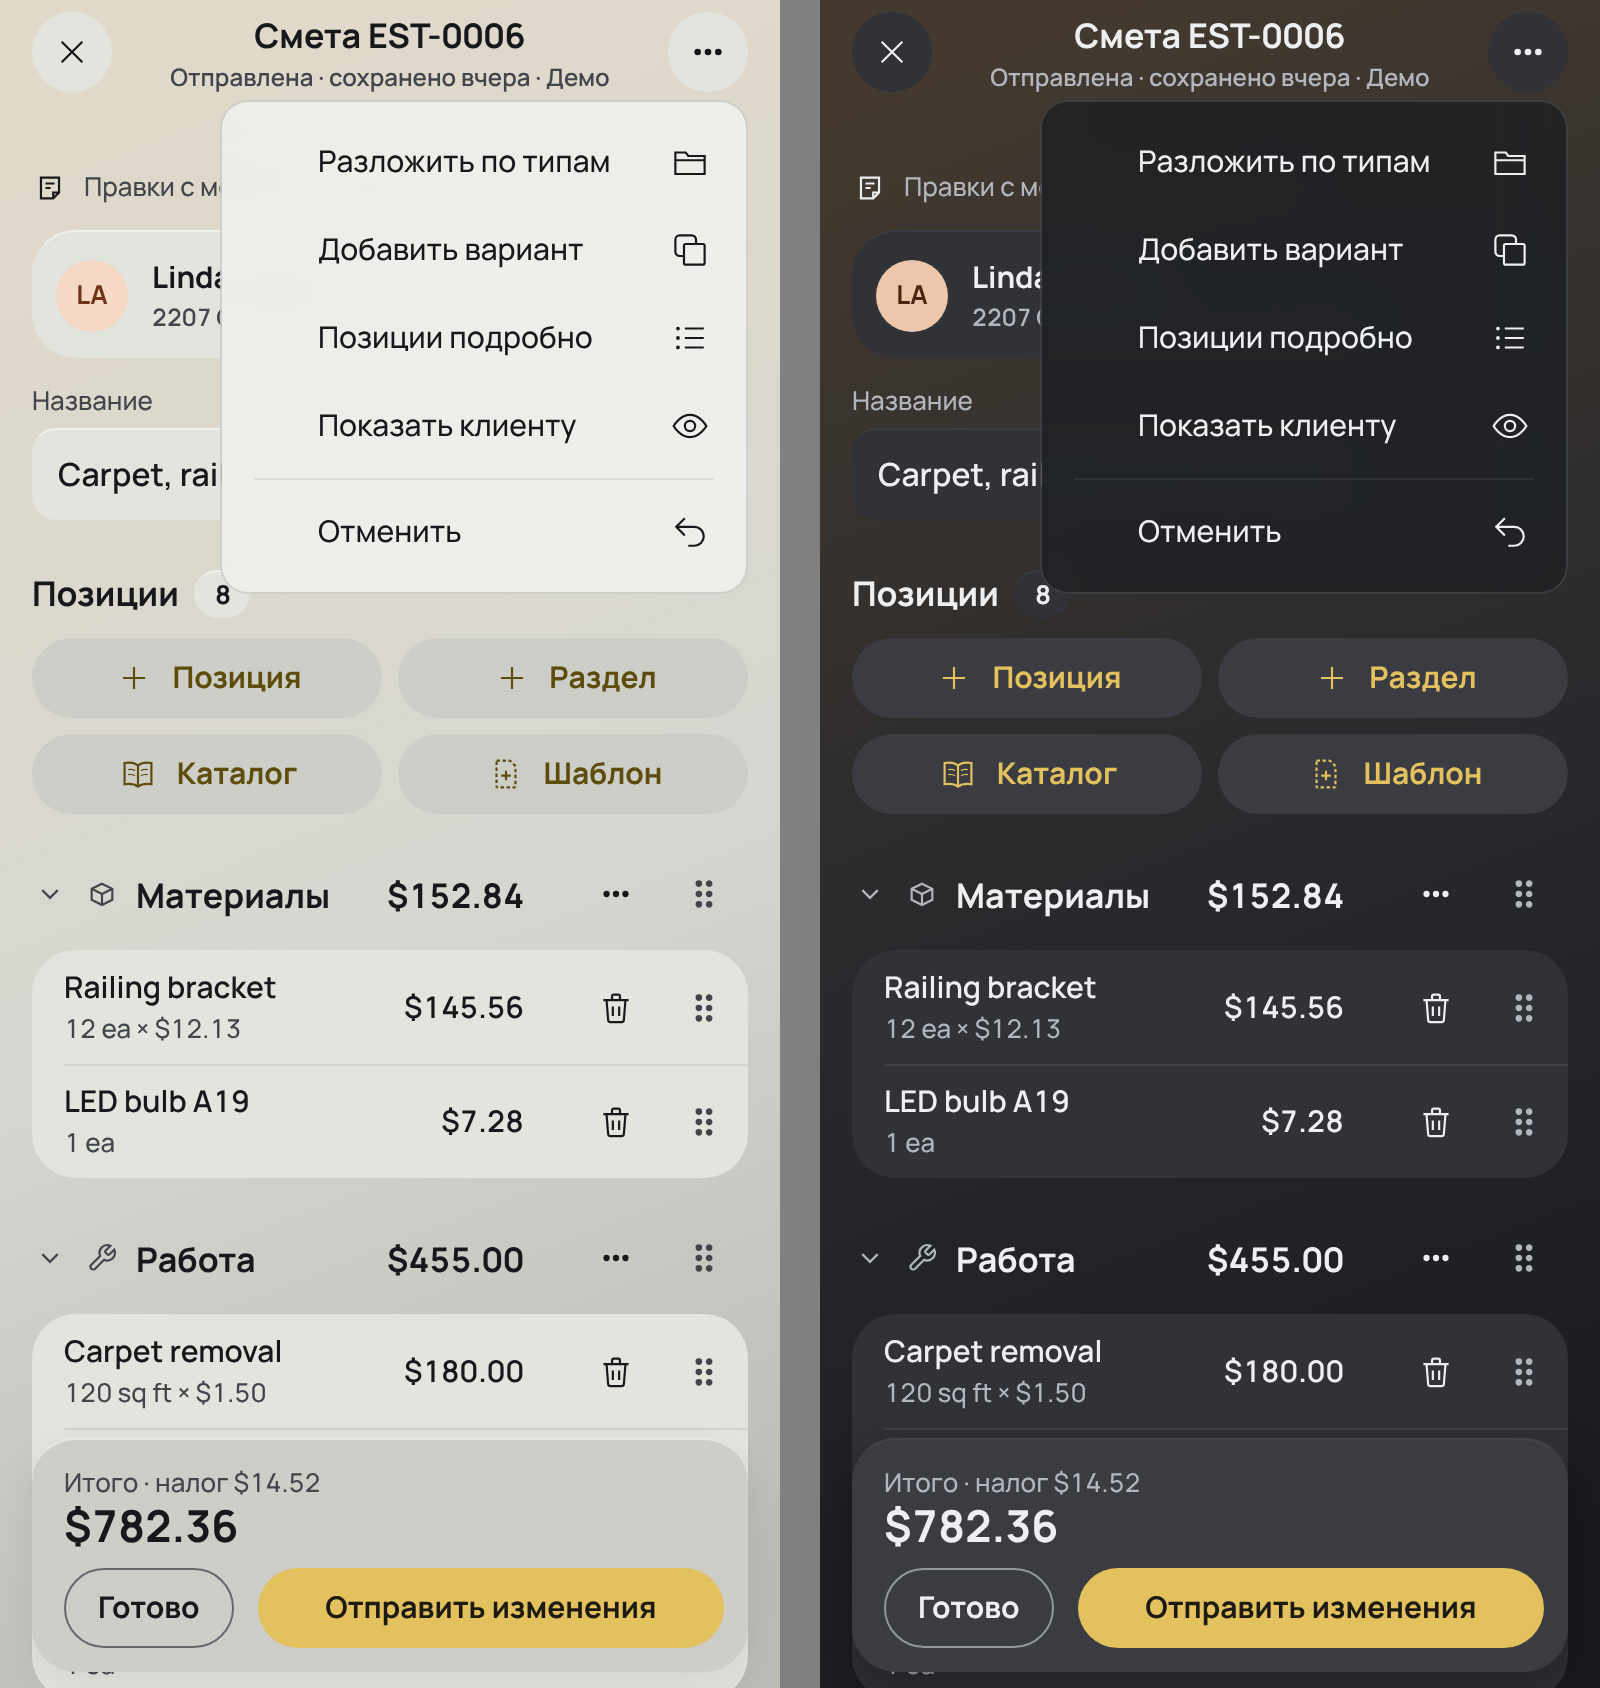 Смета EST-0006
Отправлена · сохранено вчера · Демо
Разложить по типам
Правки с м
Добавить вариант
LA
Linda
2207
Позиции подробно
Название
Показать клиенту
Carpet, rai
Отменить
Позиции 8
Позиция
Раздел
Каталог
Шаблон
Материалы $152.84
Railing bracket
12 ea × $12.13
$145.56
LED bulb A19
1 ea
$7.28
Работа $455.00
Carpet removal
120 sq ft × $1.50
$180.00
Итого · налог $14.52
$782.36
Готово
Отправить изменения
Смета EST-0006
Отправлена · сохранено вчера · Демо
Разложить по типам
Правки с м
Добавить вариант
LA
Linda
2207
Позиции подробно
Название
Показать клиенту
Carpet, rai
Отменить
Позиции 8
Позиция
Раздел
Каталог
Шаблон
Материалы $152.84
Railing bracket
12 ea × $12.13
$145.56
LED bulb A19
1 ea
$7.28
Работа $455.00
Carpet removal
120 sq ft × $1.50
$180.00
Итого · налог $14.52
$782.36
Готово
Отправить изменения